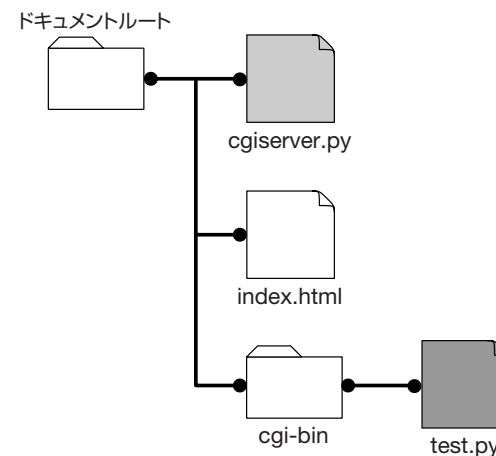 ドキュメントルート
cgiserver.py
index.html
cgi-bin
test.py